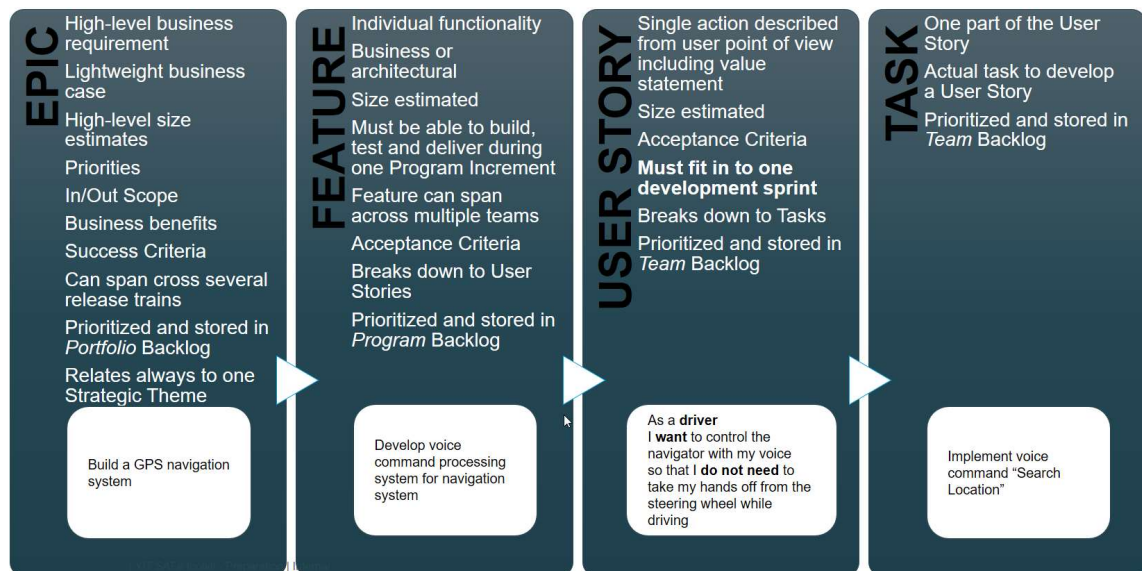 EPIC
High-level business
requirement
Lightweight business
case
High-level size
estimates
Priorities
In/Out Scope
Business benefits
Success Criteria
Can span cross several
release trains
Prioritized and stored in
Portfolio Backlog
Relates always to one
Strategic Theme
Build a GPS navigation
system
FEATURE
Individual functionality
Business or
architectural
Size estimated
Must be able to build,
test and deliver during
one Program Increment
Feature can span
across multiple teams
Acceptance Criteria
Breaks down to User
Stories
Prioritized and stored in
Program Backlog
Develop voice
command processing
system for navigation
system
USER STORY
Single action described
from user point of view
including value
statement
Size estimated
Acceptance Criteria
Must fit in to one
development sprint
Breaks down to Tasks
Prioritized and stored in
Team Backlog
As a driver
I want to control the
navigator with my voice
so that I do not need to
take my hands off from the
steering wheel while
driving
TASK
One part of the User
Story
Actual task to develop
a User Story
Prioritized and stored in
Team Backlog
Implement voice
command “Search
Location”